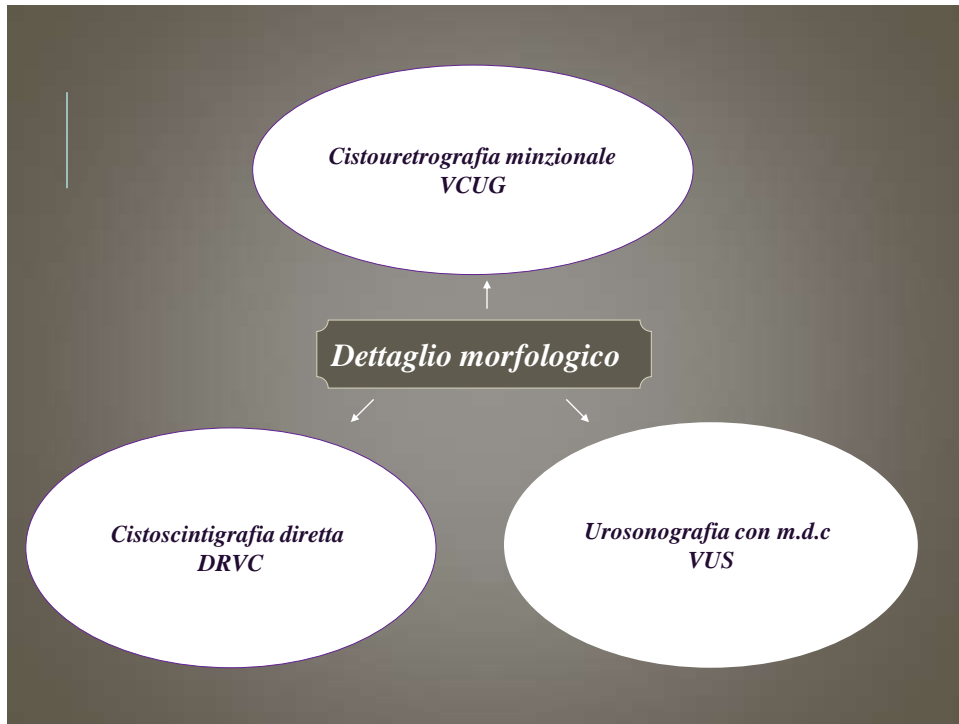 Cistouretrografia minzionale
VCUG
Dettaglio morfologico
Cistoscintigrafia diretta
DRVC
Urosonografia con m.d.c
VUS